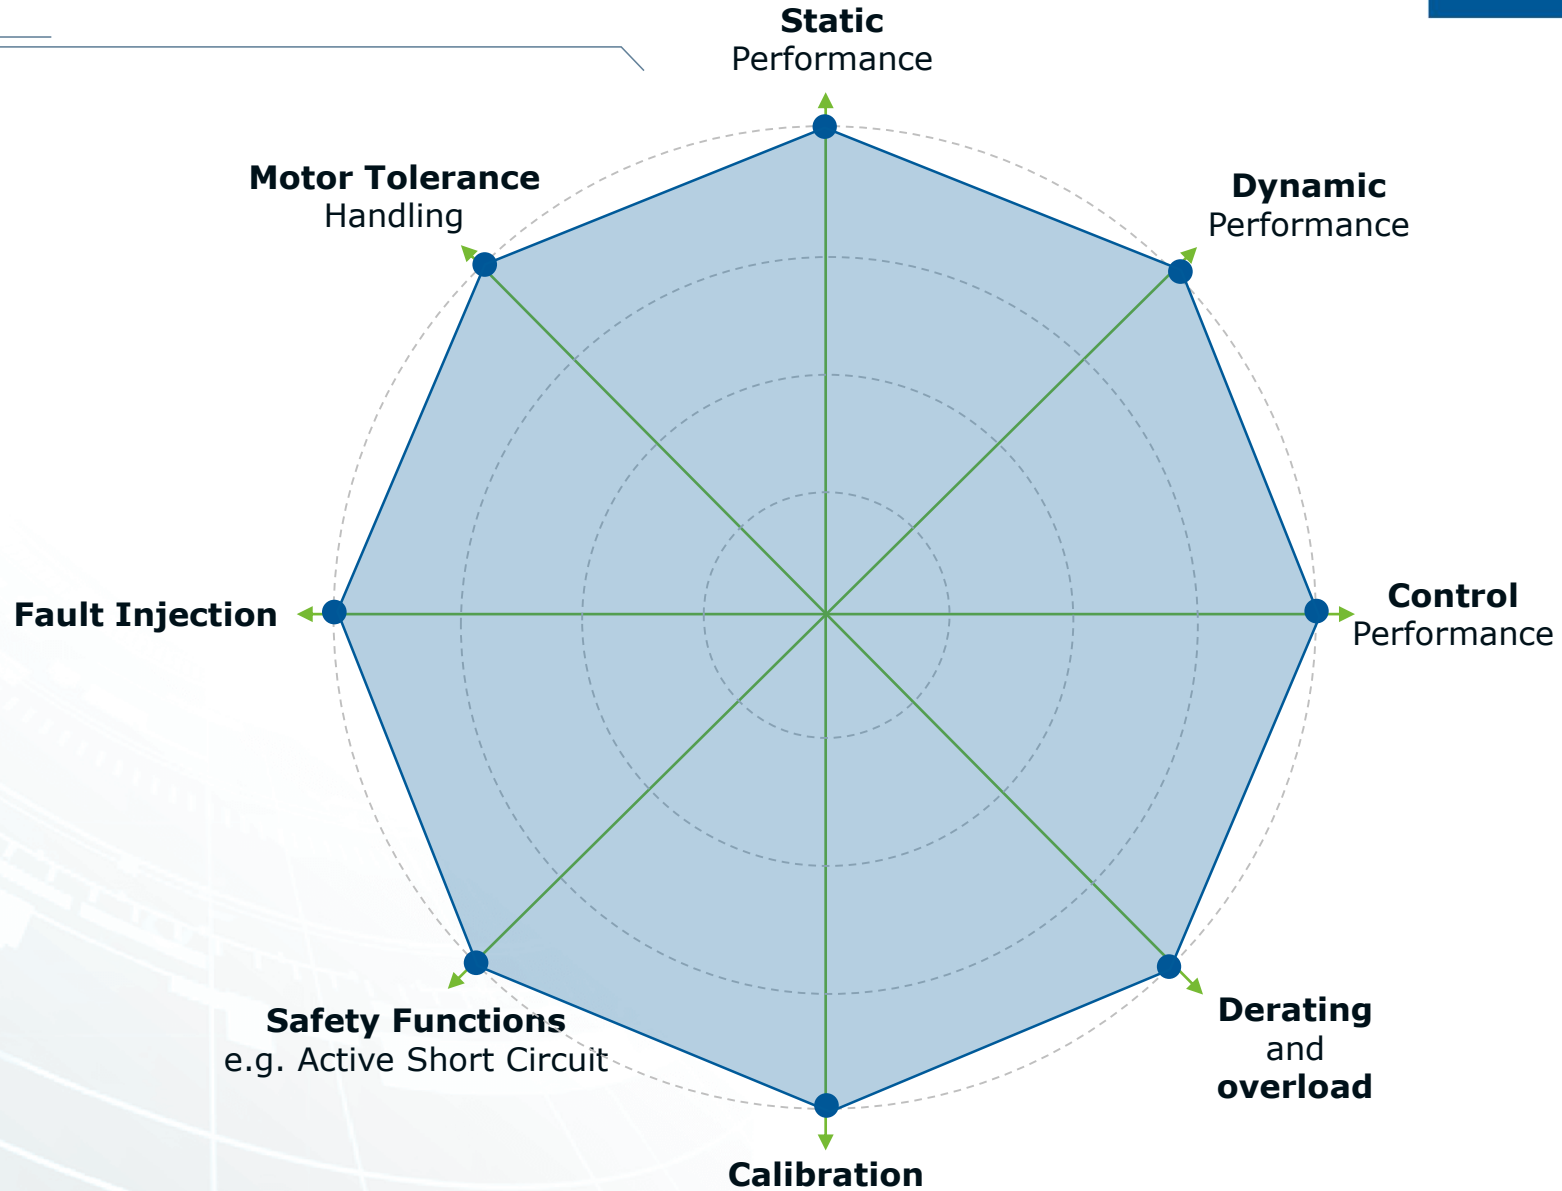 Static
Performance
Motor Tolerance
Handling
Dynamic
Performance
Fault Injection
Control
Performance
Safety Functions
e.g. Active Short Circuit
Derating
and
overload
Calibration